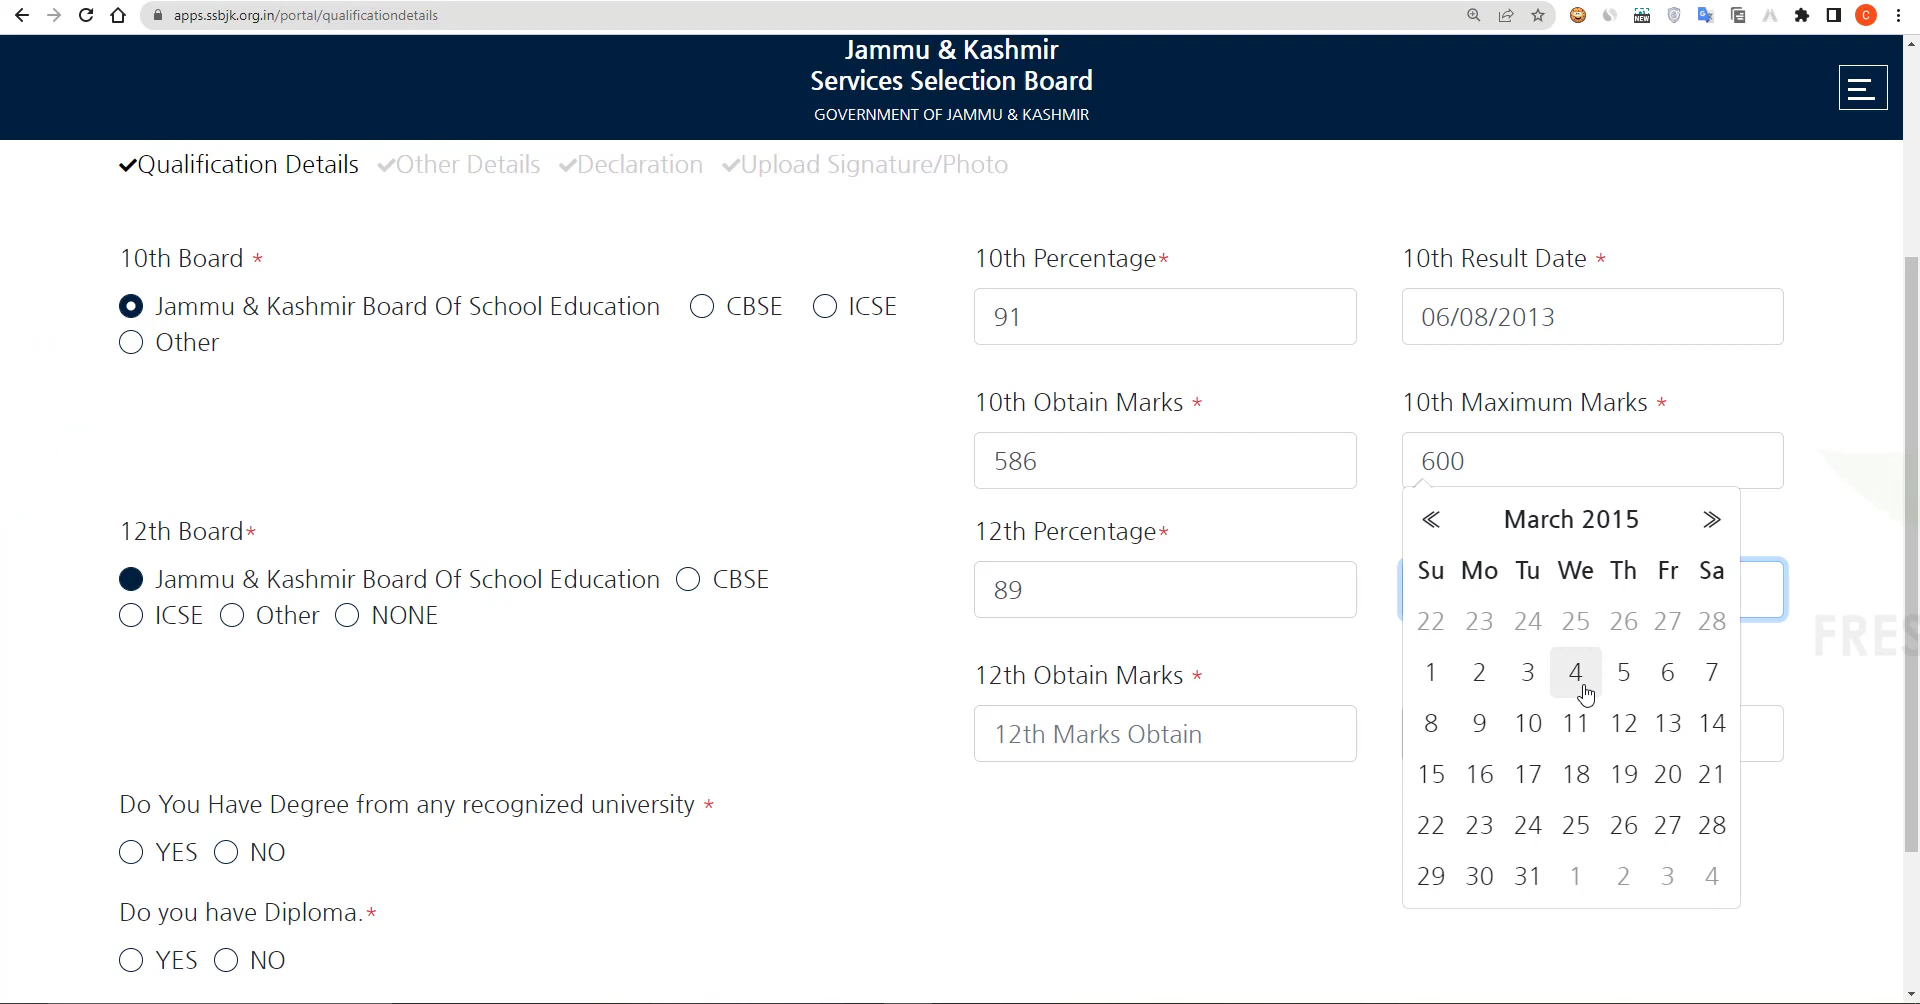 apps.ssbjk.org.in/portal/qualificationdetails
NEW
C
Jammu & Kashmir
Services Selection Board
GOVERNMENT OF JAMMU & KASHMIR
Qualification Details Other Details Declaration Upload Signature/Photo
10th Board * 10th Percentage* 10th Result Date *
Jammu & Kashmir Board Of School Education CBSE ICSE
Other
91 06/08/2013
10th Obtain Marks * 10th Maximum Marks *
586 600
12th Board* 12th Percentage*
Jammu & Kashmir Board Of School Education CBSE
ICSE Other NONE
89
12th Obtain Marks *
12th Marks Obtain
« March 2015 »
Su Mo Tu We Th Fr Sa
22 23 24 25 26 27 28
1 2 3 4 5 6 7
8 9 10 11 12 13 14
15 16 17 18 19 20 21
22 23 24 25 26 27 28
29 30 31 1 2 3 4
FRES
Do You Have Degree from any recognized university *
YES NO
Do you have Diploma.*
YES NO